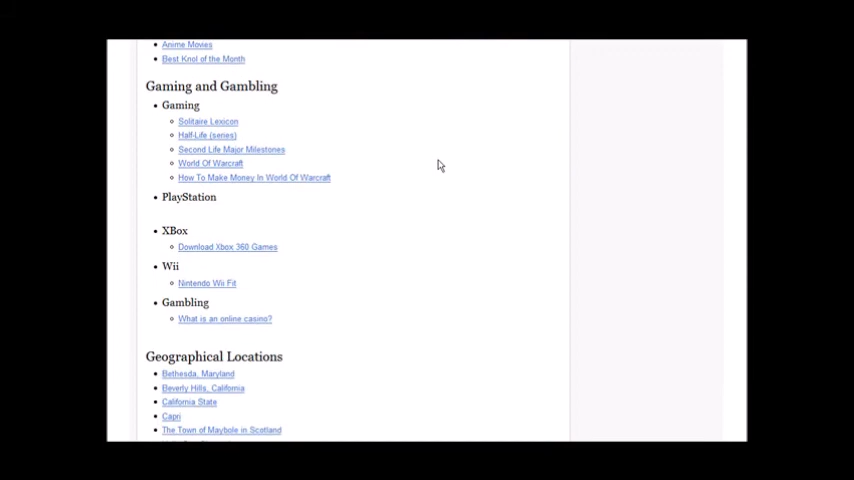 Anime Movies
Best Knol of the Month
Gaming and Gambling
Gaming
Solitaire Lexicon
Half-Life (series)
Second Life Major Milestones
World Of Warcraft
How To Make Money In World Of Warcraft
PlayStation
XBox
Download Xbox 360 Games
Wii
Nintendo Wii Fit
Gambling
What is an online casino?
Geographical Locations
Bethesda, Maryland
Beverly Hills, California
California State
Capri
The Town of Maybole in Scotland